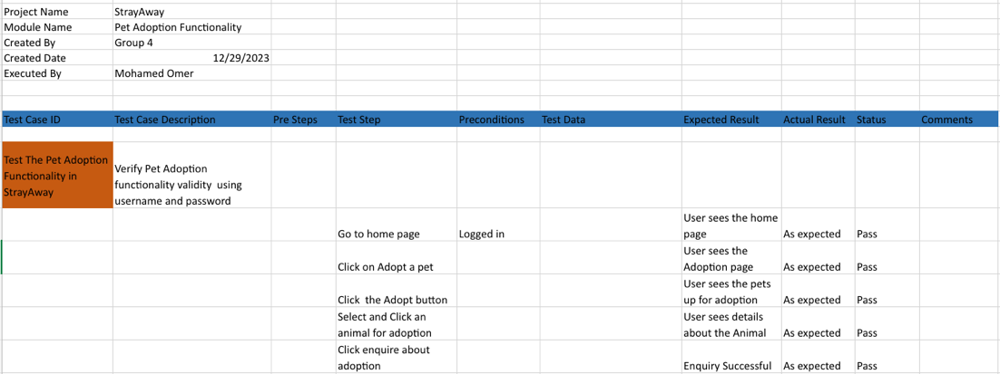 Project Name StrayAway
Module Name Pet Adoption Functionality
Created By Group 4
Created Date 12/29/2023
Executed By Mohamed Omer
Test Case ID Test Case Description Pre Steps Test Step Preconditions Test Data Expected Result Actual Result Status Comments
Test The Pet Adoption
Functionality in
StrayAway
Verify Pet Adoption
functionality validity using
username and password
Go to home page Logged in
User sees the home
page
As expected Pass
Click on Adopt a pet
User sees the
Adoption page
As expected Pass
Click the Adopt button
User sees the pets
up for adoption
As expected Pass
Select and Click an
animal for adoption
User sees details
about the Animal
As expected Pass
Click enquire about
adoption
Enquiry Successful As expected Pass